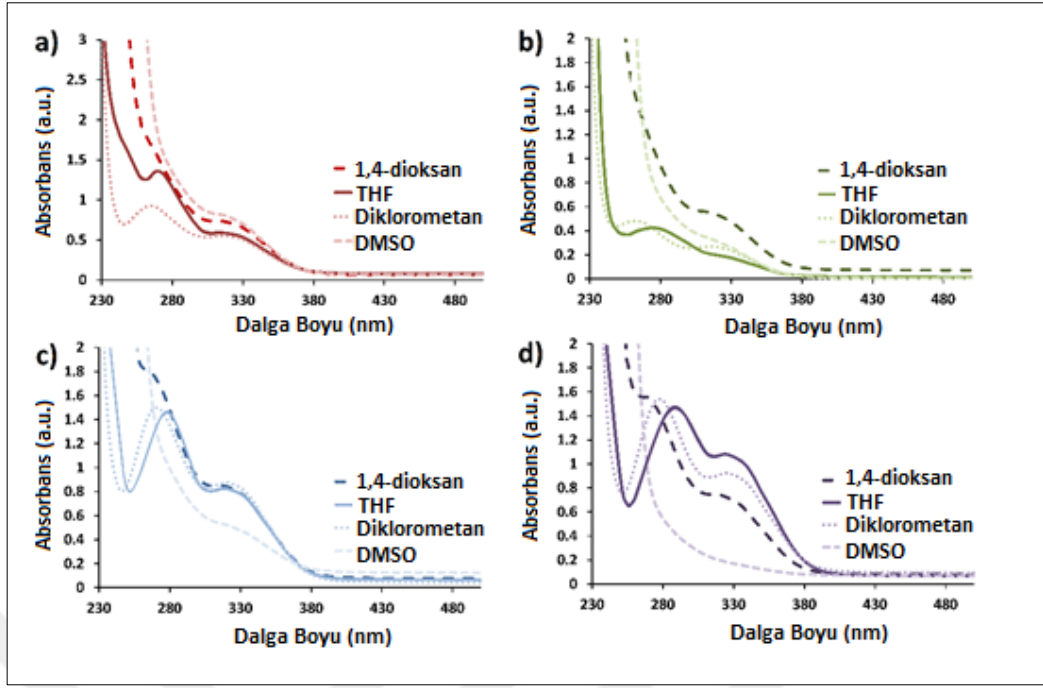 a)
Absorbans (a.u.)
3
2.5
2
1.5
1
0.5
0
230 280 330 380 430 480
Dalga Boyu (nm)
1,4-dioksan
THF
Diklorometan
DMSO
b)
Absorbans (a.u.)
2
1.8
1.6
1.4
1.2
1
0.8
0.6
0.4
0.2
0
230 280 330 380 430 480
Dalga Boyu (nm)
1,4-dioksan
THF
Diklorometan
DMSO
c)
Absorbans (a.u.)
2
1.8
1.6
1.4
1.2
1
0.8
0.6
0.4
0.2
0
230 280 330 380 430 480
Dalga Boyu (nm)
1,4-dioksan
THF
Diklorometan
DMSO
d)
Absorbans (a.u.)
2
1.8
1.6
1.4
1.2
1
0.8
0.6
0.4
0.2
0
230 280 330 380 430 480
Dalga Boyu (nm)
1,4-dioksan
THF
Diklorometan
DMSO